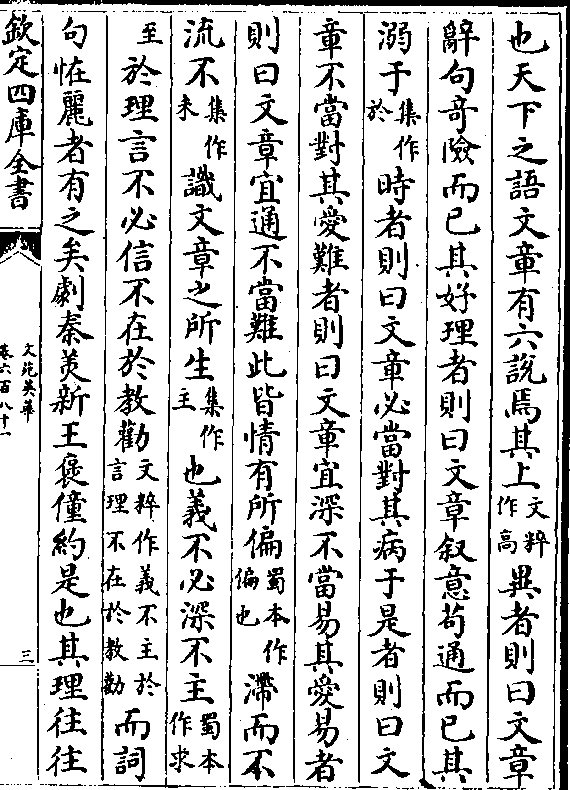 也天下之語文章有六說焉其上文粹作高異者則曰文章
辭句奇險而已其好理者則曰文章叙意苟通而已其
溺于集作於時者則曰文章必當對其病于是者則曰文
章不當對其愛難者則曰文章宜深不當易其愛易者
則曰文章宜通不當難此皆情有所偏蜀本作偏也滯而不
流不集作未識文章之所生集作主也義不必深不主蜀本作求
至於理言不必信不在於教勸文粹作義不主於言理不在於教勸而詞
句恠麗者有之矣劇秦羙新王褒僮約是也其理往往
欽定四庫全書
文苑英華
卷六百八十一
三